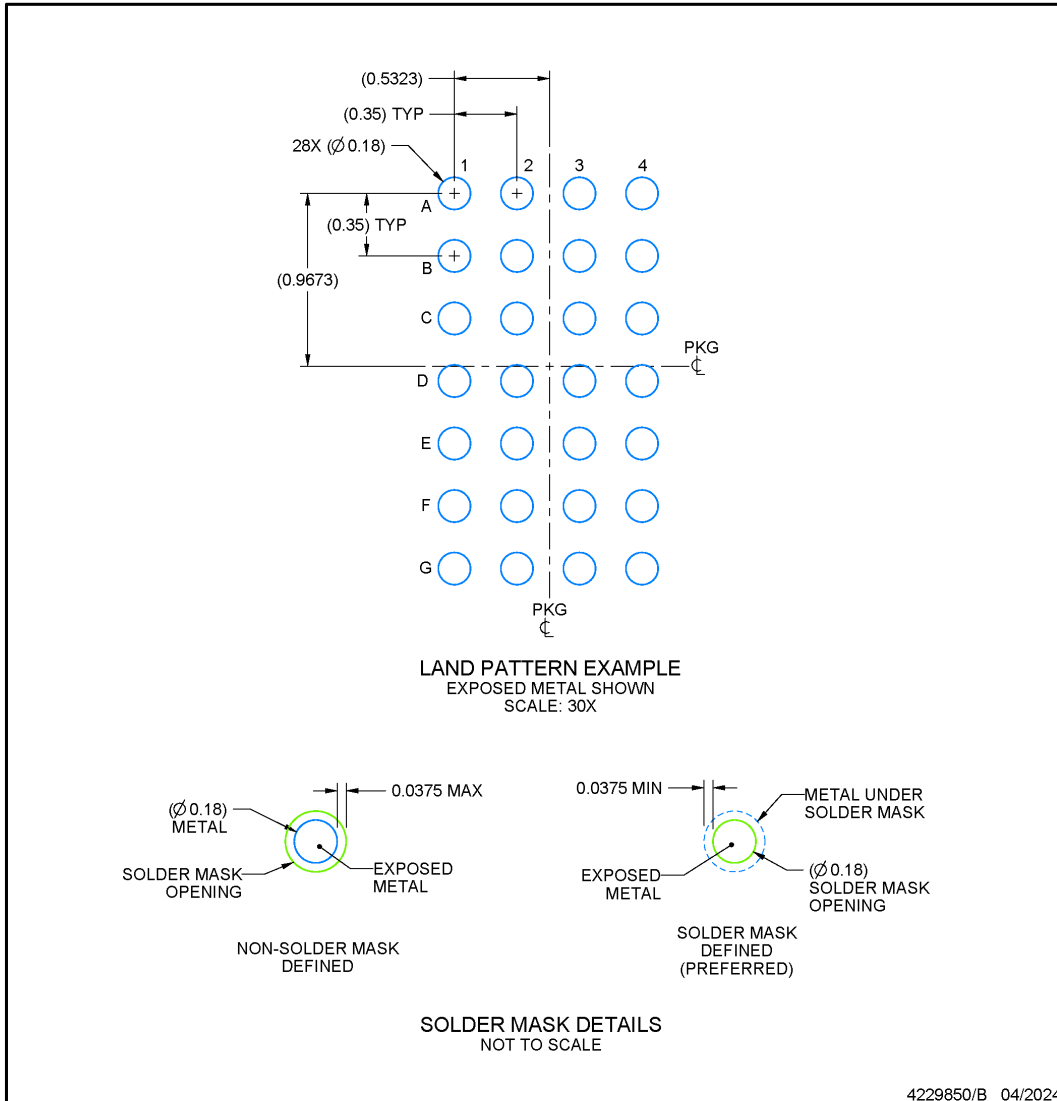 (0.5323)
(0.35) TYP
28X (Ø 0.18)
1 2 3 4
A
(0.35) TYP
B
(0.9673)
C
PKG
℄
D
E
F
G
PKG
℄
LAND PATTERN EXAMPLE
EXPOSED METAL SHOWN
SCALE: 30X
0.0375 MAX
(Ø 0.18)
METAL
SOLDER MASK
OPENING
EXPOSED
METAL
NON-SOLDER MASK
DEFINED
0.0375 MIN
METAL UNDER
SOLDER MASK
EXPOSED
METAL
(Ø 0.18)
SOLDER MASK
OPENING
SOLDER MASK
DEFINED
(PREFERRED)
SOLDER MASK DETAILS
NOT TO SCALE
4229850/B 04/2024